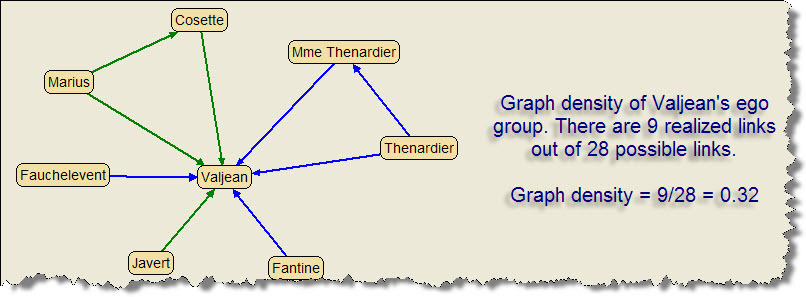 Cosette
Mme Thenardier
Marius
Graph density of Valjean's ego
group. There are 9 realized links
out of 28 possible links.
Thenardier
Fauchelevent
Valjean
Graph density = 9/28 = 0.32
Javert
Fantine